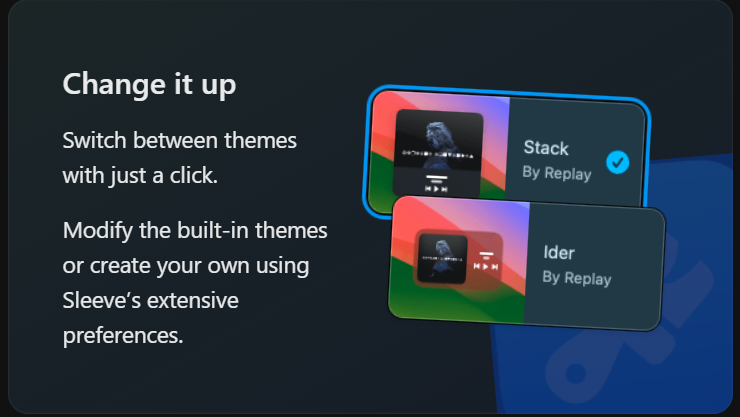 Change it up
Switch between themes
with just a click.
Modify the built-in themes
or create your own using
Sleeve’s extensive
preferences.
Stack
By Replay
Ider
By Replay